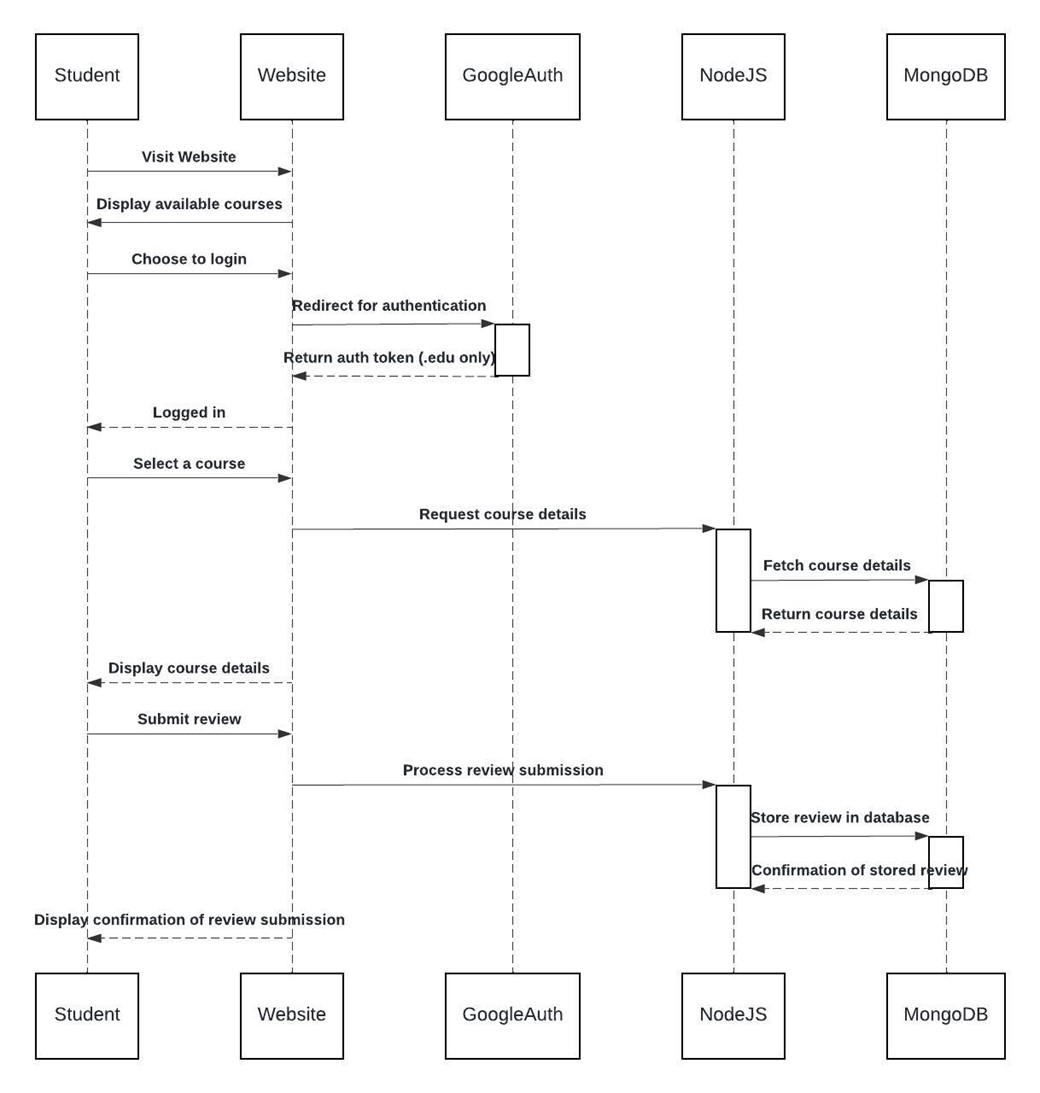 Student
Website
GoogleAuth
NodeJS
MongoDB
Visit Website
Display available courses
Choose to login
Redirect for authentication
Return auth token (.edu only)
Logged in
Select a course
Request course details
Fetch course details
Return course details
Display course details
Submit review
Process review submission
Store review in database
Confirmation of stored review
Display confirmation of review submission
Student
Website
GoogleAuth
NodeJS
MongoDB